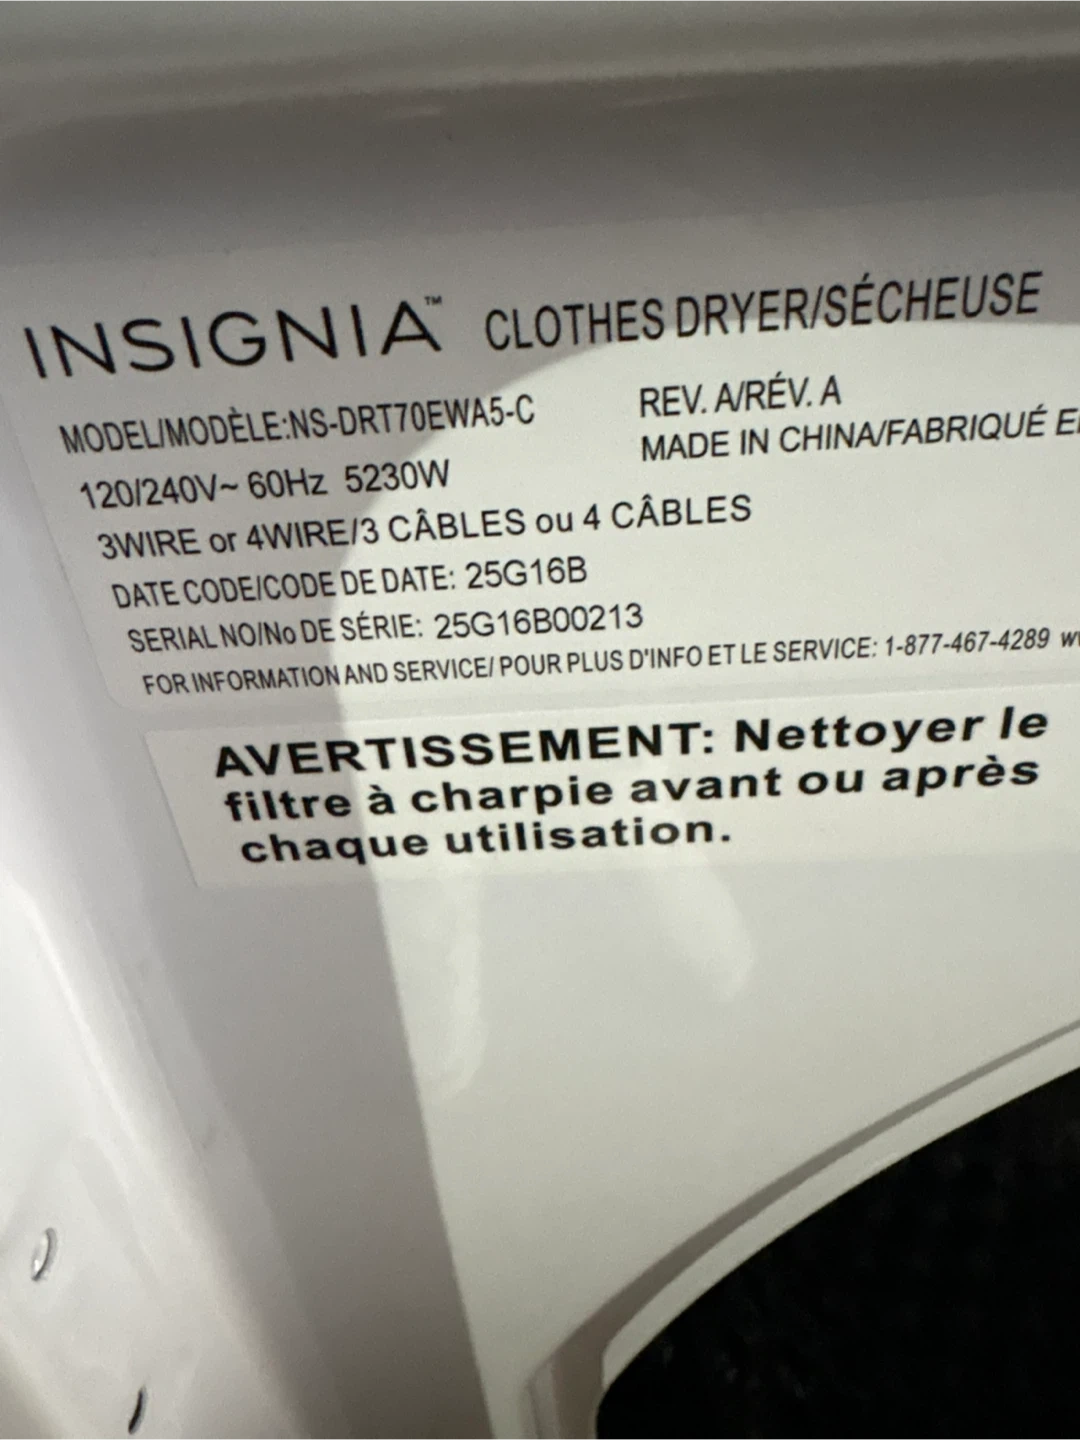 INSIGNIA™ CLOTHES DRYER/SÉCHEUSE
MODEL/MODÈLE:NS-DRT70EWA5-C REV. A/RÉV. A
120/240V~ 60Hz 5230W MADE IN CHINA/FABRIQUÉ
3WIRE or 4WIRE/3 CÂBLES ou 4 CÂBLES
DATE CODE/CODE DE DATE: 25G16B
SERIAL NO/No DE SÉRIE: 25G16B00213
FOR INFORMATION AND SERVICE/ POUR PLUS D'INFO ET LE SERVICE: 1-877-467-4289
AVERTISSEMENT: Nettoyer le
filtre à charpie avant ou après
chaque utilisation.